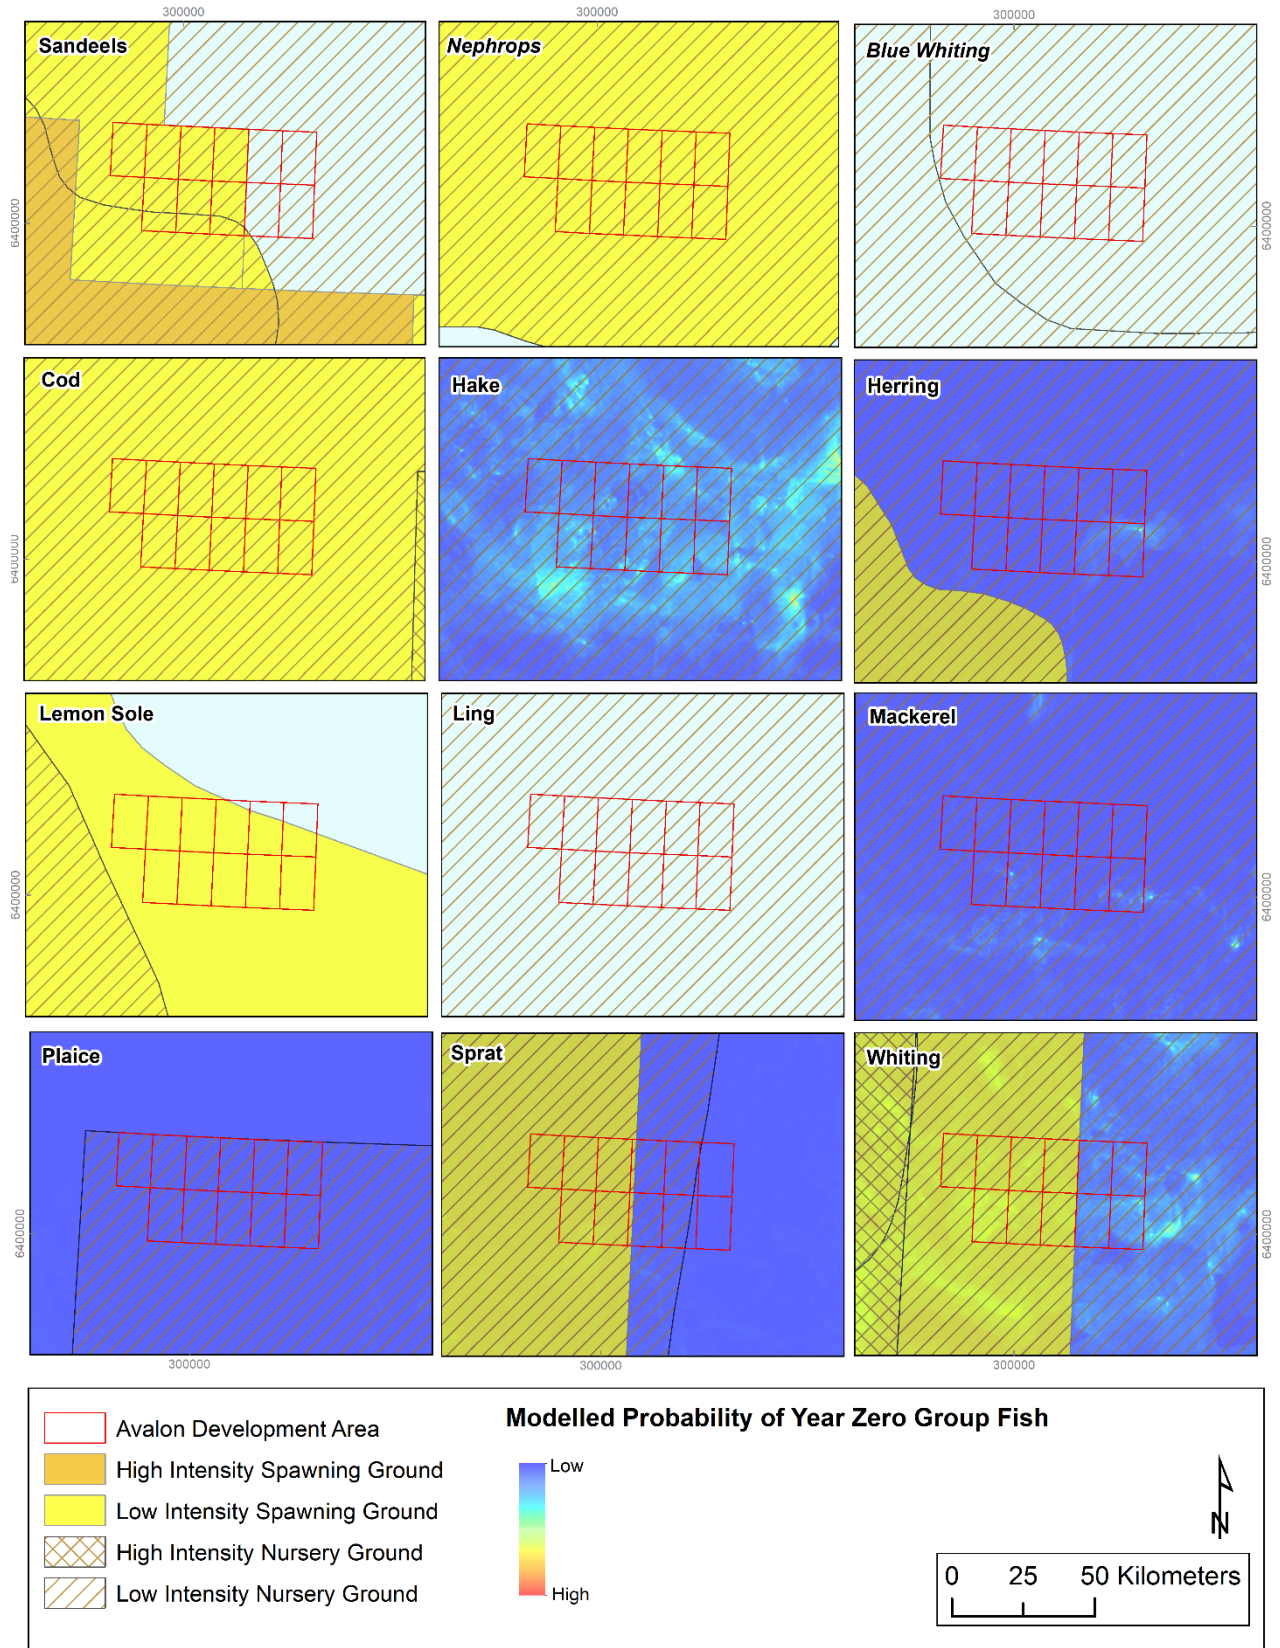 300000
300000
300000
Sandeels
Nephrops
Blue Whiting
6400000
6400000
Cod
Hake
Herring
6400000
6400000
Lemon Sole
Ling
Mackerel
6400000
6400000
Plaice
Sprat
Whiting
6400000
6400000
300000
300000
300000
Avalon Development Area
High Intensity Spawning Ground
Low Intensity Spawning Ground
High Intensity Nursery Ground
Low Intensity Nursery Ground
Modelled Probability of Year Zero Group Fish
Low
High
N
0 25 50 Kilometers